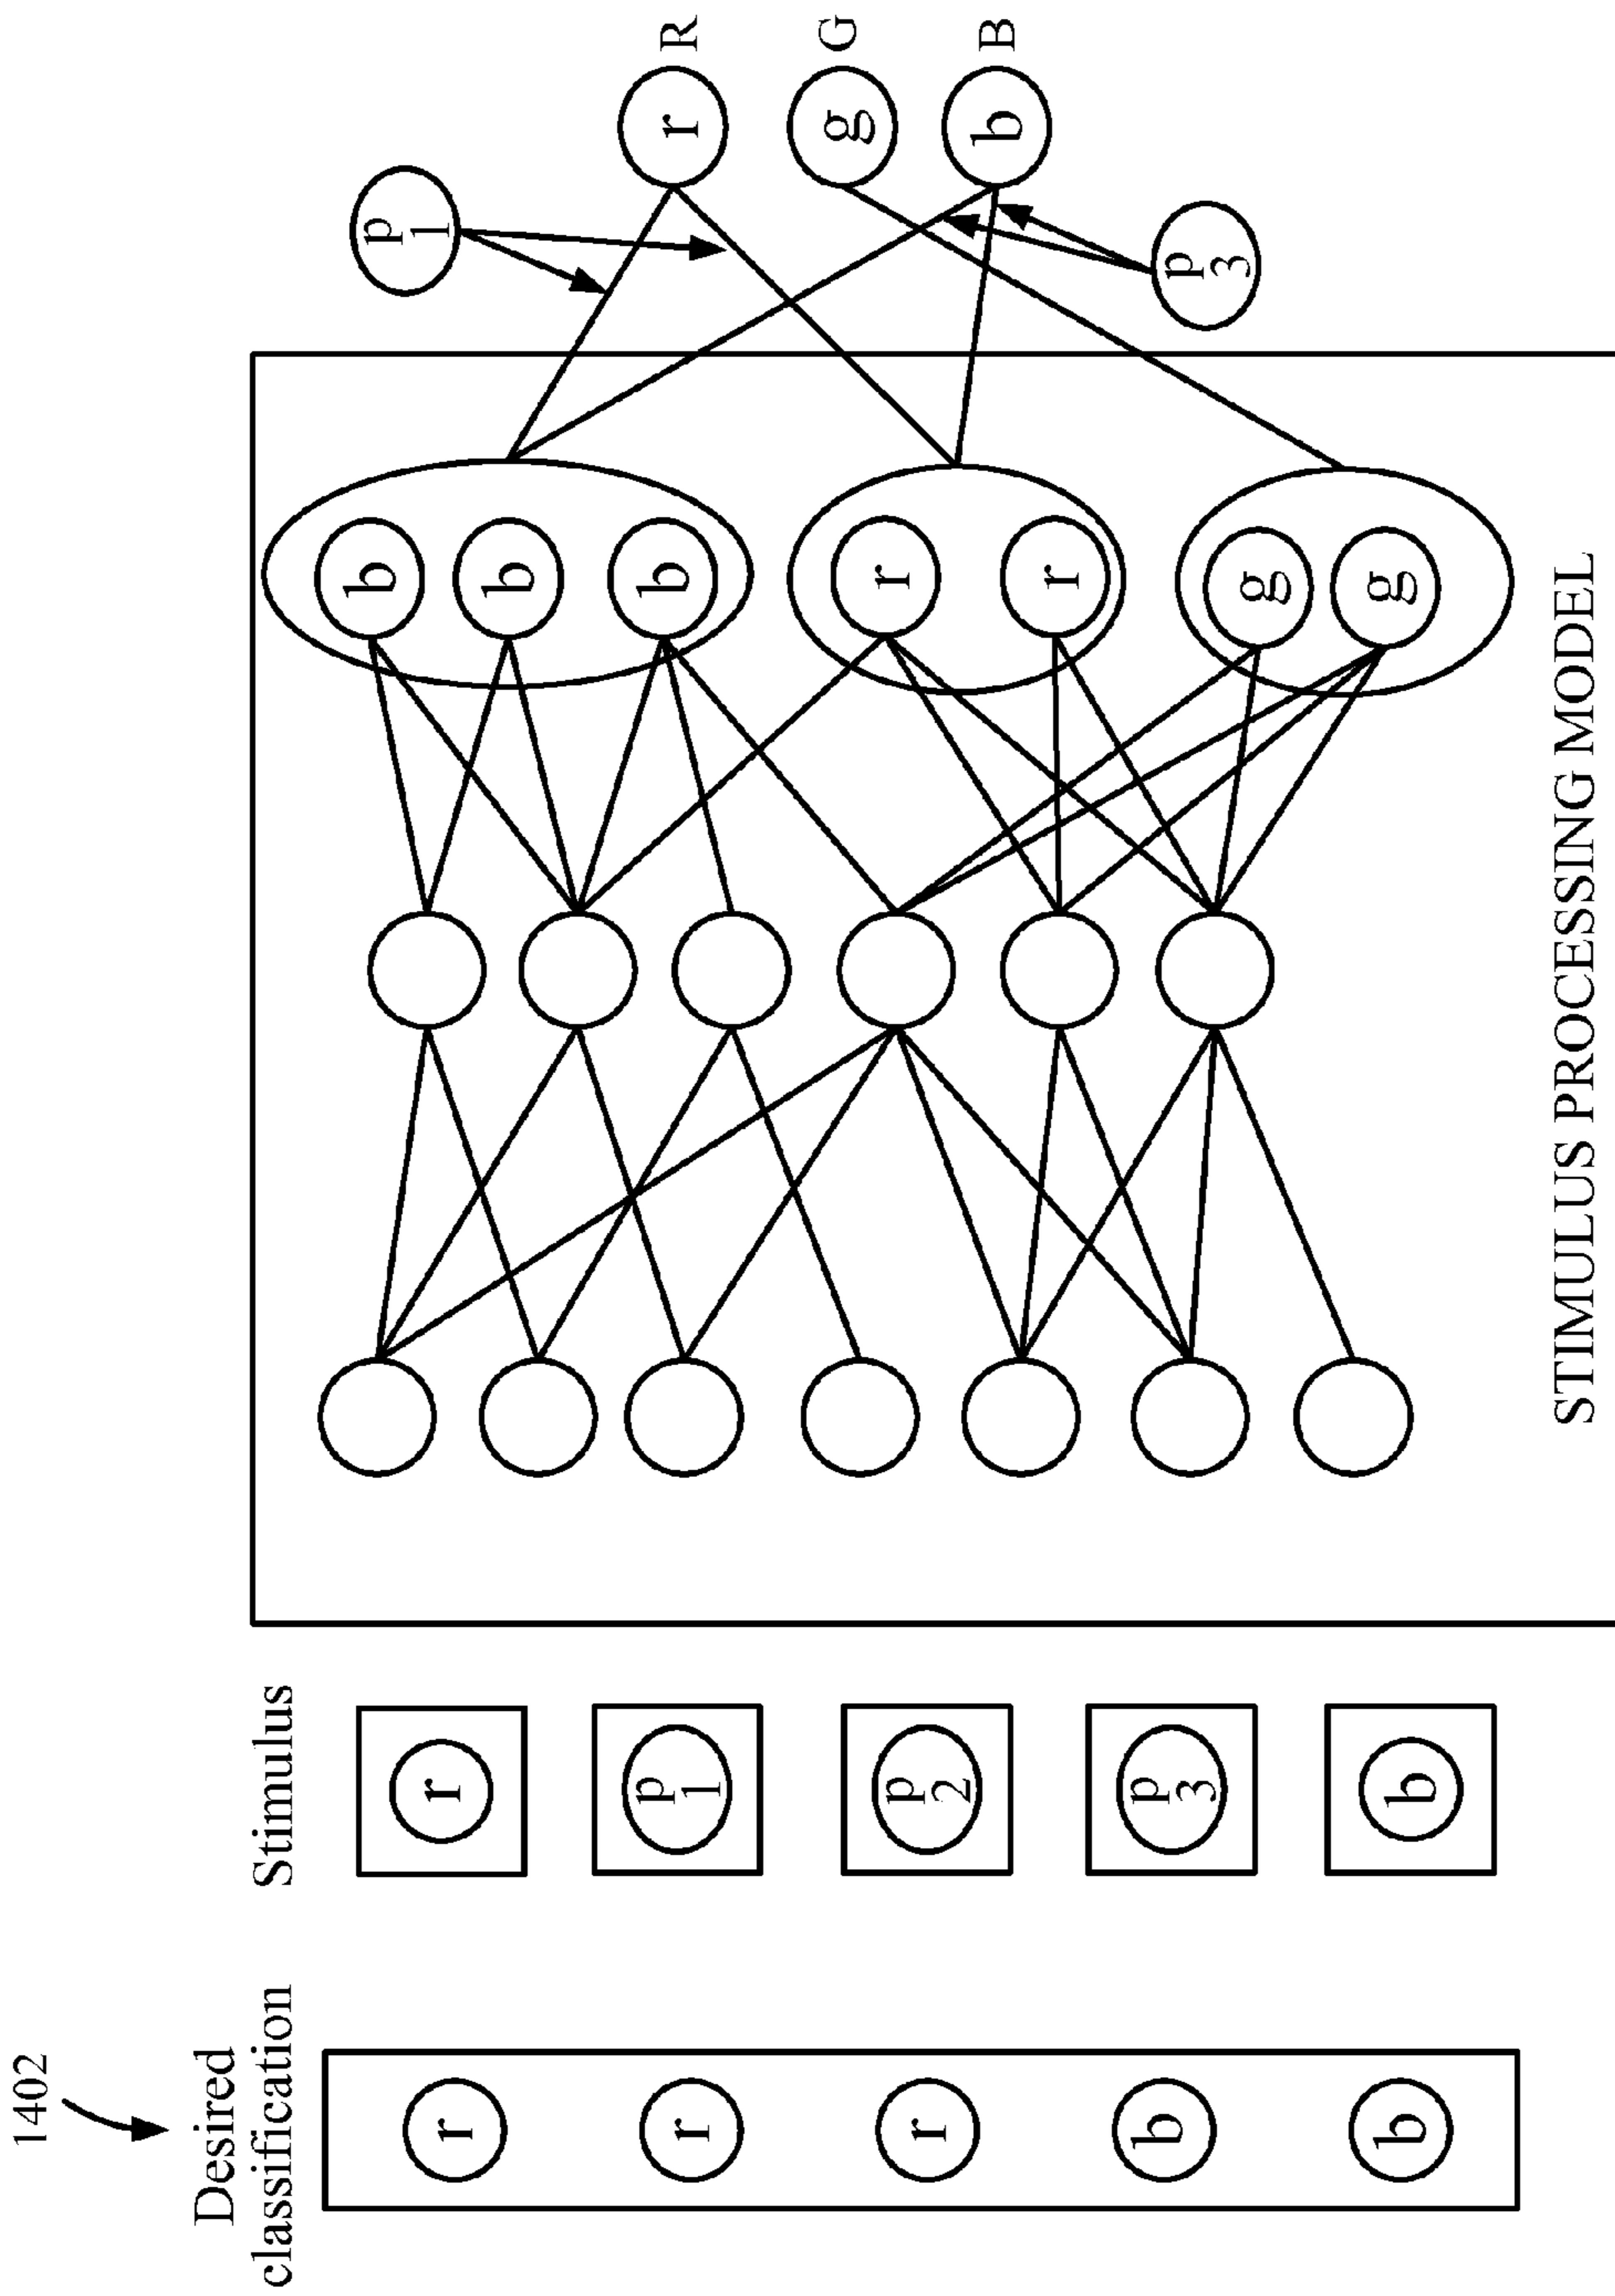 1402
Desired
classification
r
r
r
b
b
Stimulus
r
p
1
p
2
p
3
b
b
b
b
r
r
g
g
p
1
r R
g G
b B
p
3
STIMULUS PROCESSING MODEL